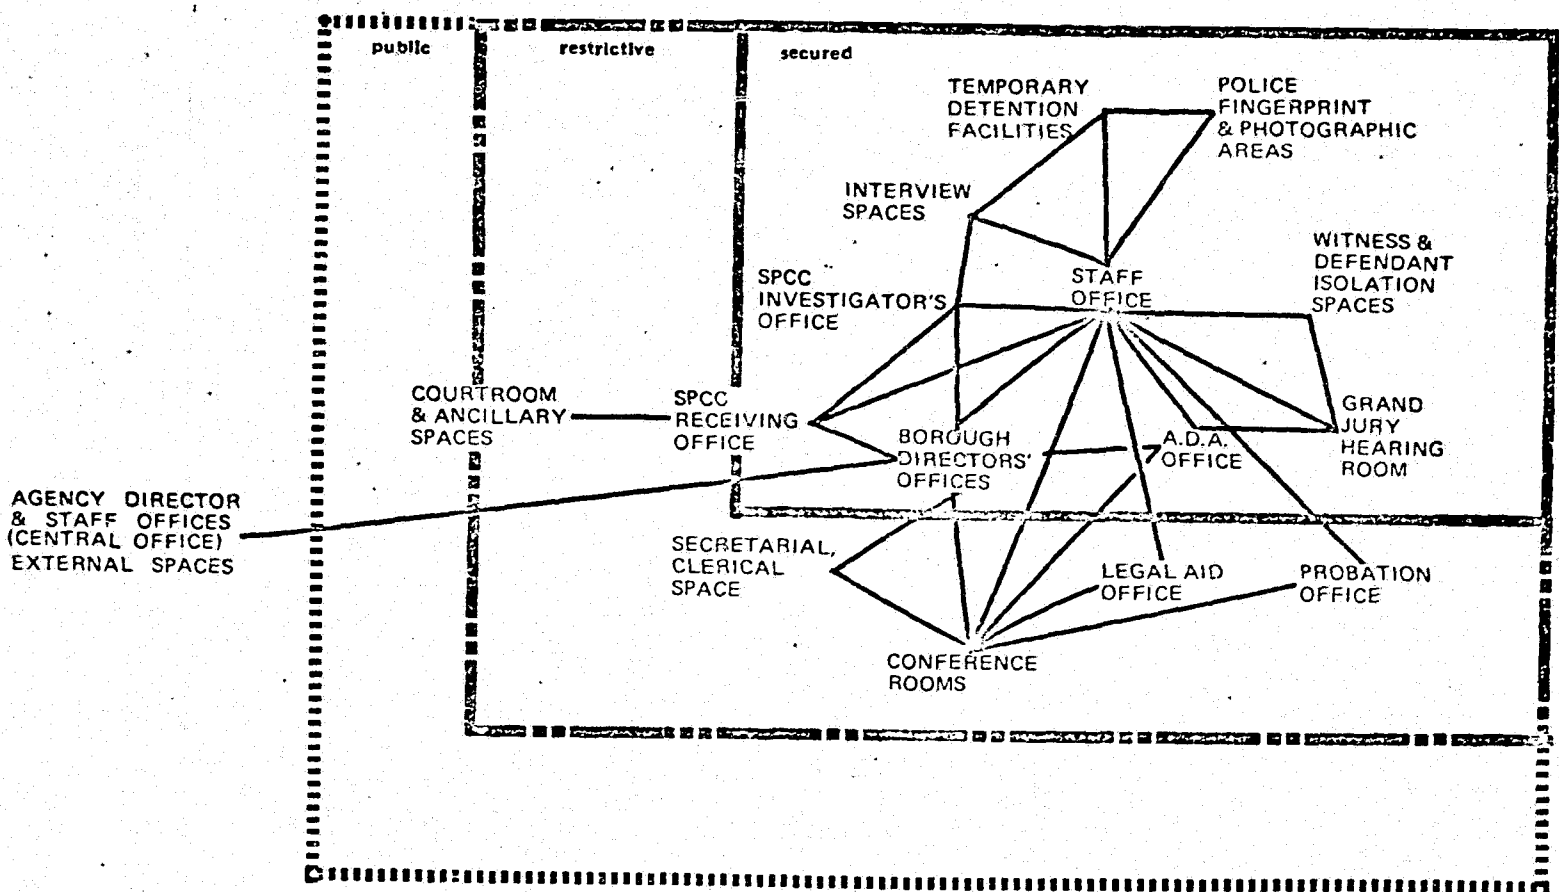 public
restrictive
secured
TEMPORARY
DETENTION
FACILITIES
POLICE
FINGERPRINT
& PHOTOGRAPHIC
AREAS
INTERVIEW
SPACES
WITNESS &
DEFENDANT
ISOLATION
SPACES
SPCC
INVESTIGATOR'S
OFFICE
STAFF
OFFICE
COURTROOM
& ANCILLARY
SPACES
SPCC
RECEIVING
OFFICE
BOROUGH
DIRECTORS'
OFFICES
A.D.A.
OFFICE
GRAND
JURY
HEARING
ROOM
AGENCY DIRECTOR
& STAFF OFFICES
(CENTRAL OFFICE)
EXTERNAL SPACES
SECRETARIAL,
CLERICAL
SPACE
LEGAL AID
OFFICE
PROBATION
OFFICE
CONFERENCE
ROOMS